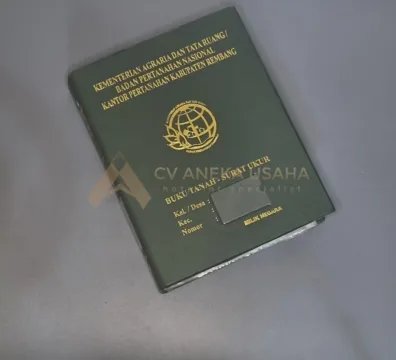 KEMENTERIAN AGRARIA DAN TATA RUANG /
BADAN PERTANAHAN NASIONAL
KANTOR PERTANAHAN KABUPATEN REMBANG
CV ANEKA USAHA
BUKU TANAH - SURAT UKUR
Kel. / Desa :
Kec. :
Nomor :
MILIK NEGARA